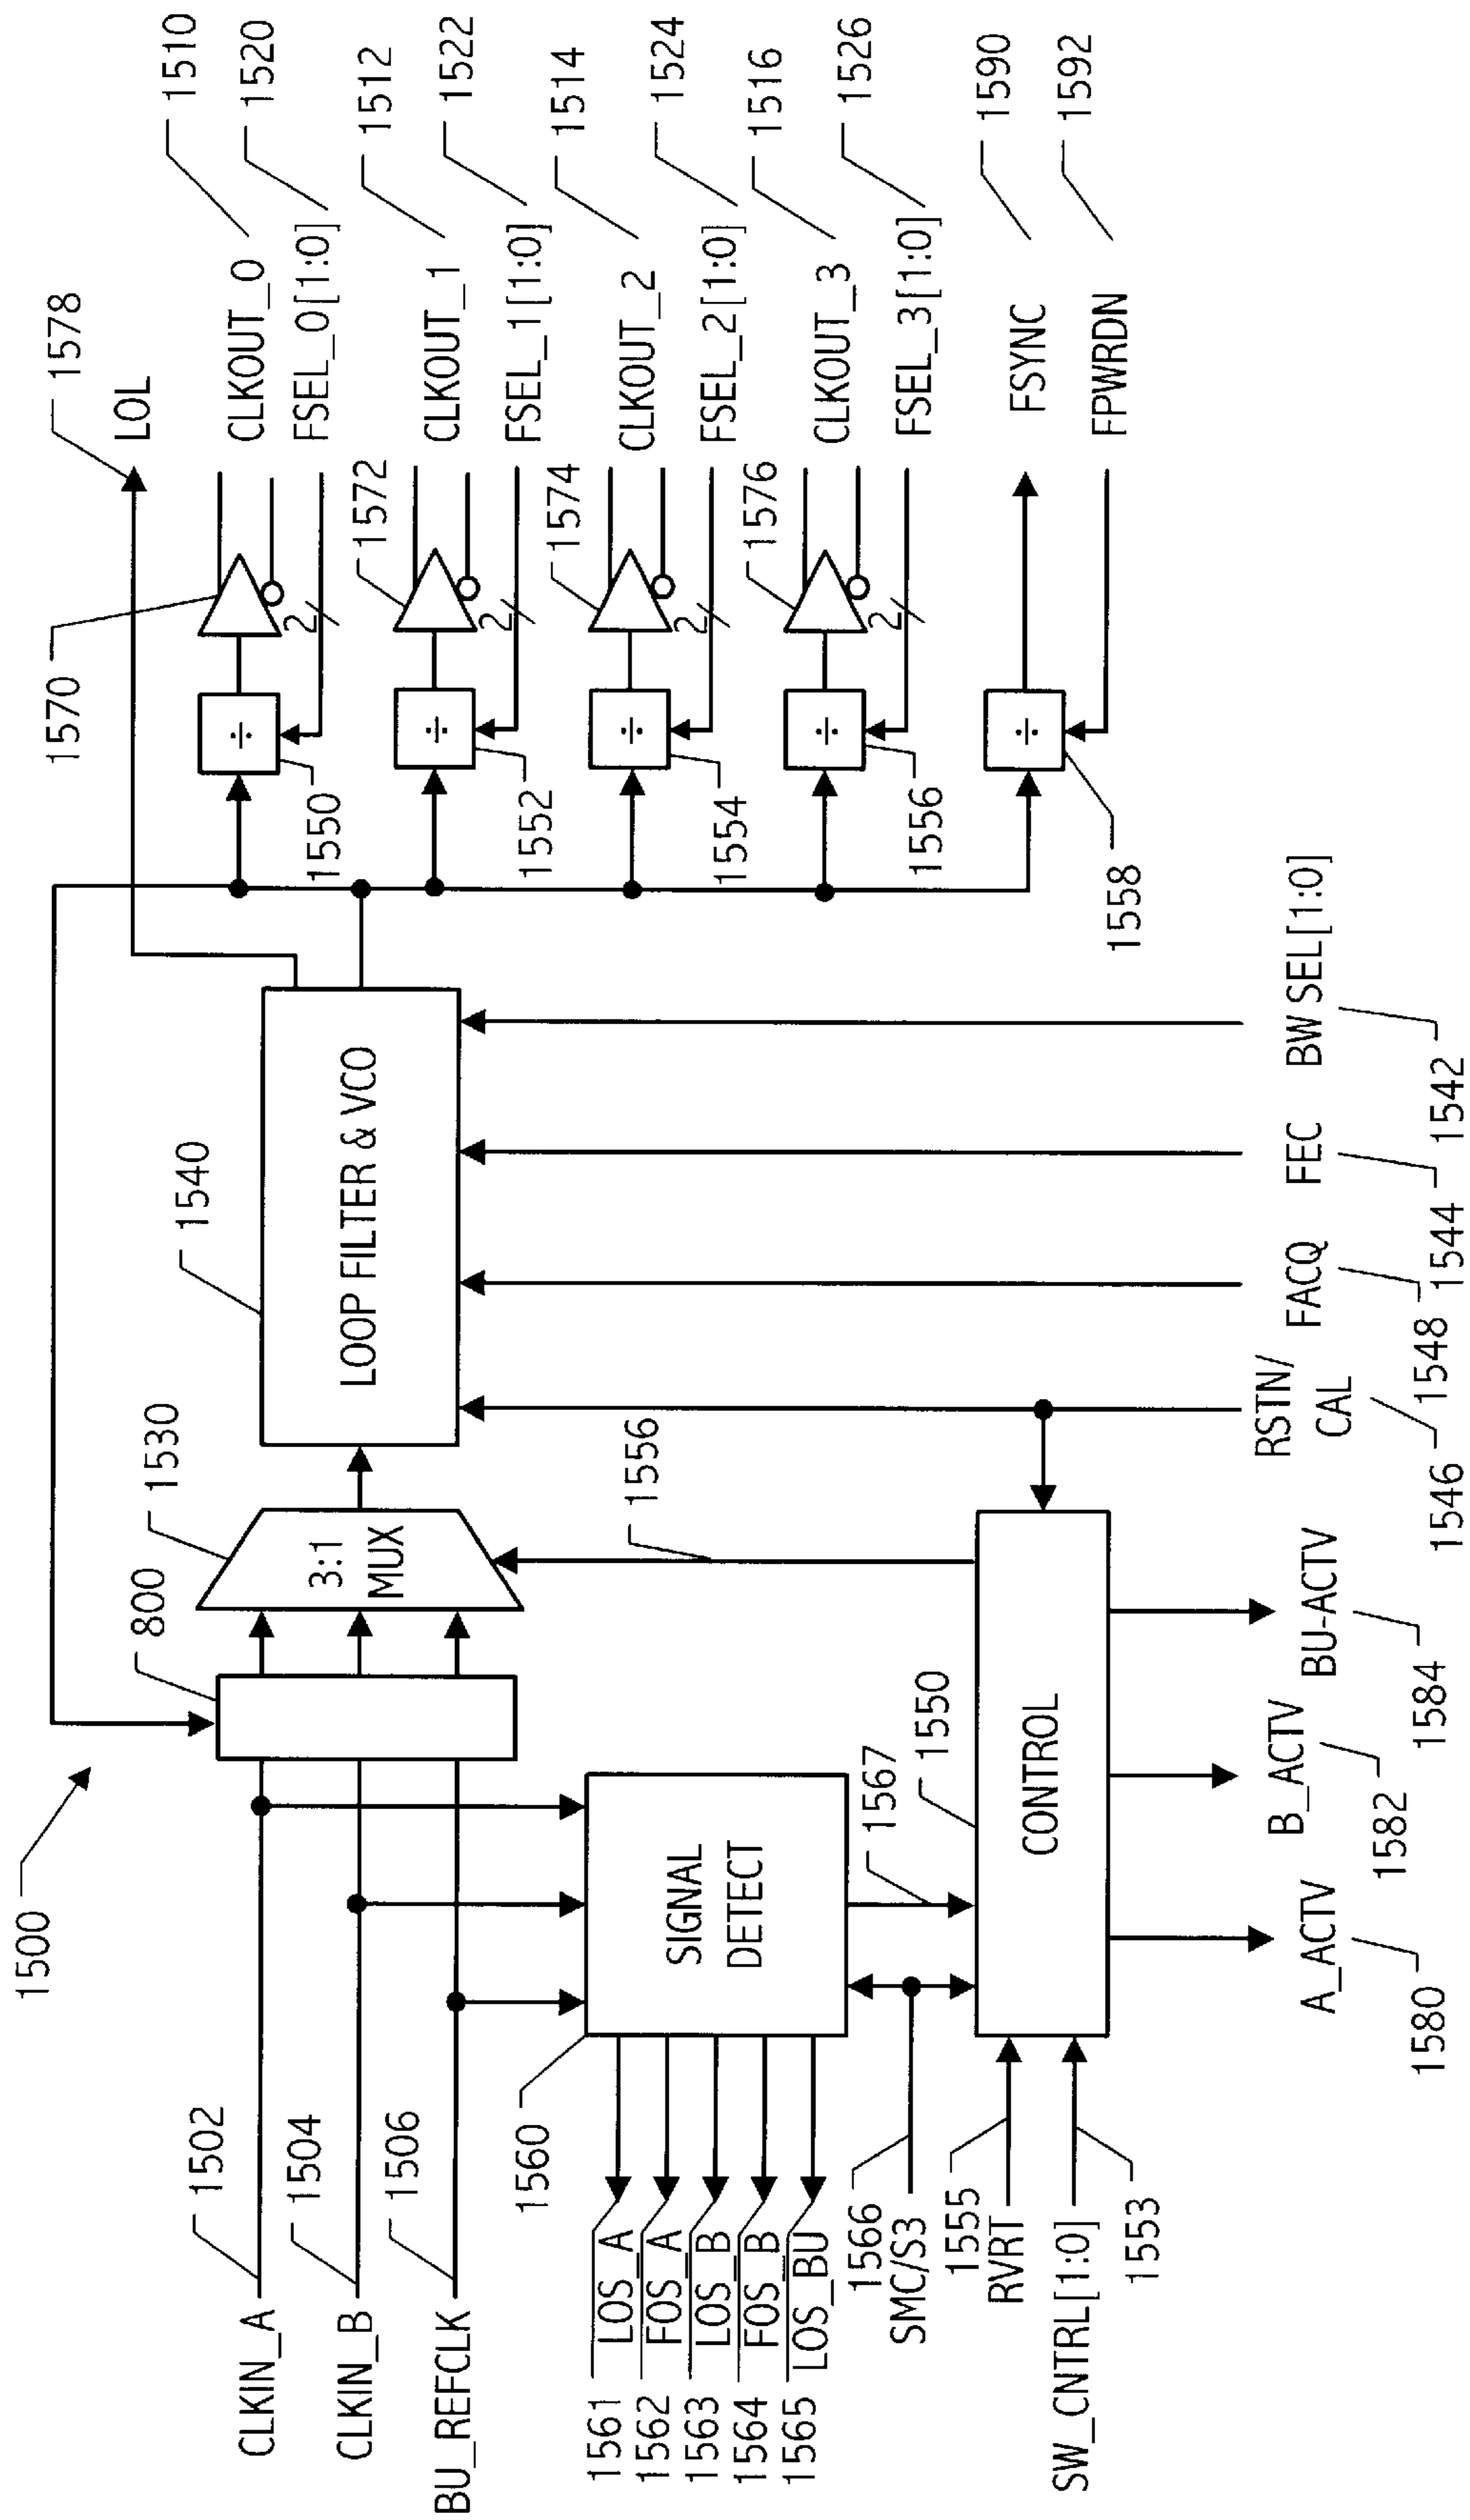 1500
CLKIN_A
1502
CLKIN_B
1504
BU_REFCLK
1506
800
3:1
MUX
1530
LOOP FILTER & VCO
1540
LOL
1578
1570
÷
1550
2
CLKOUT_0
1510
FSEL_0[1:0]
1520
1572
÷
1552
2
CLKOUT_1
1512
FSEL_1[1:0]
1522
1574
÷
1554
2
CLKOUT_2
1514
FSEL_2[1:0]
1524
1576
÷
1556
2
CLKOUT_3
1516
FSEL_3[1:0]
1526
÷
1558
FSYNC
1590
FPWRDN
1592
1560
SIGNAL
DETECT
1561
LOS_A
1562
FOS_A
1563
LOS_B
1564
FOS_B
1565
LOS_BU
1566
SMC/S3
1567
1555
RVRT
SW_CNTRL[1:0]
1553
CONTROL
1550
1556
A_ACTV
1580
B_ACTV
1582
BU-ACTV
1584
RSTN/
CAL
1546
FACQ
1548
FEC
1544
BW SEL[1:0]
1542